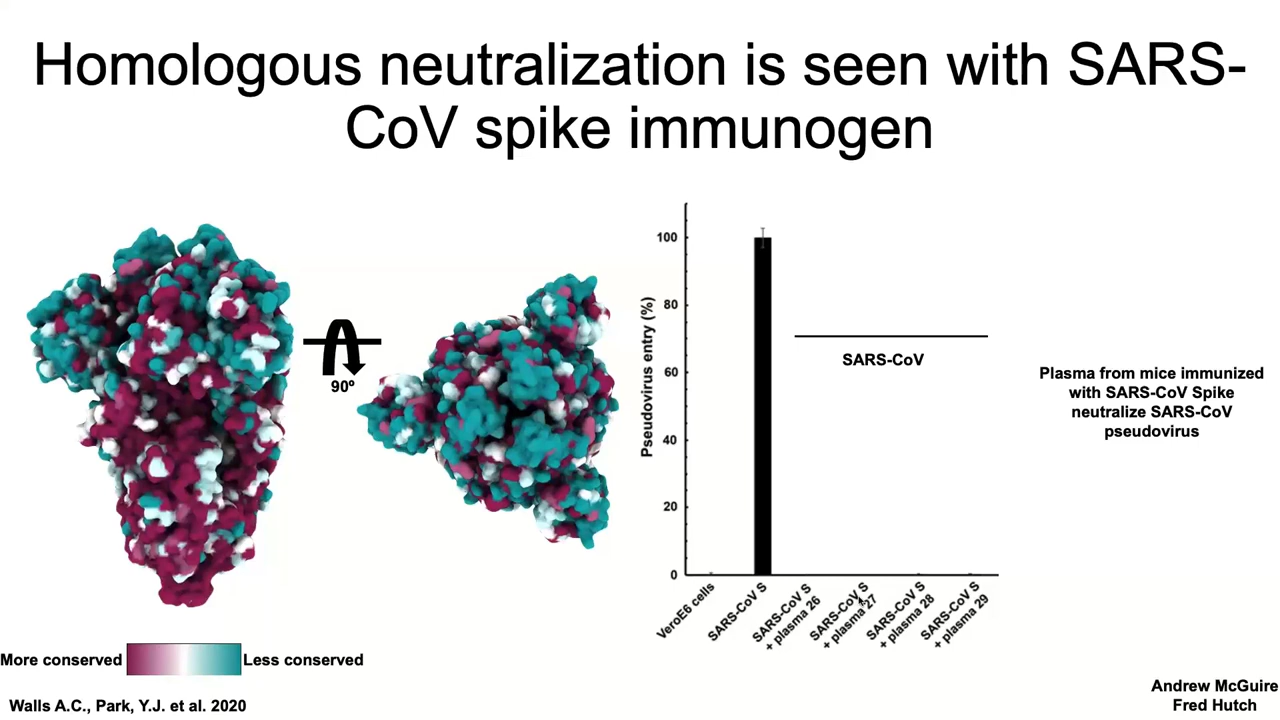 Homologous neutralization is seen with SARS-
CoV spike immunogen
90º
More conserved
Less conserved
Walls A.C., Park, Y.J. et al. 2020
Pseudovirus entry (%)
100
80
60
40
20
0
SARS-CoV
VeroE6 cells
SARS-CoV S
SARS-CoV S
+ plasma 26
SARS-CoV S
+ plasma 27
SARS-CoV S
+ plasma 28
SARS-CoV S
+ plasma 29
Plasma from mice immunized
with SARS-CoV Spike
neutralize SARS-CoV
pseudovirus
Andrew McGuire
Fred Hutch